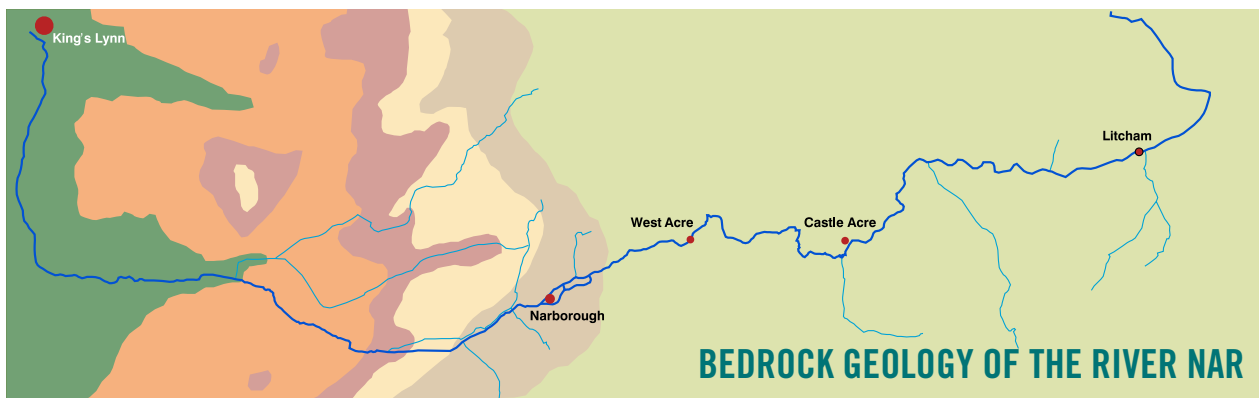 King's Lynn
Litcham
West Acre
Castle Acre
Narborough
BEDROCK GEOLOGY OF THE RIVER NAR